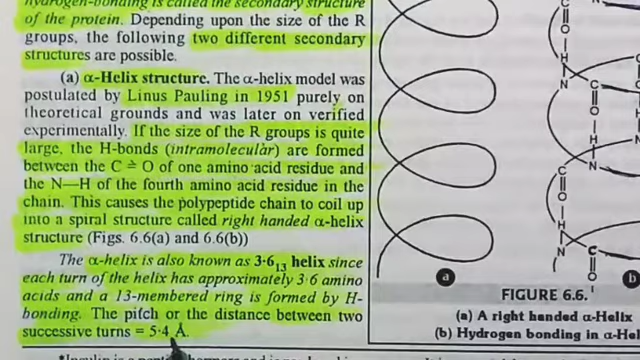 hydrogen-bonding is called the secondary structure
of the protein. Depending upon the size of the R
groups, the following two different secondary
structures are possible.
(a) α-Helix structure. The α-helix model was
postulated by Linus Pauling in 1951 purely on
theoretical grounds and was later on verified
experimentally. If the size of the R groups is quite
large, the H-bonds (intramolecular) are formed
between the C = O of one amino acid residue and
the N—H of the fourth amino acid residue in the
chain. This causes the polypeptide chain to coil up
into a spiral structure called right handed α-helix
structure (Figs. 6.6(a) and 6.6(b))
The α-helix is also known as 3·6₁₃ helix since
each turn of the helix has approximately 3·6 amino
acids and a 13-membered ring is formed by H-
bonding. The pitch or the distance between two
successive turns = 5·4 Å.
C
O
H
N
C
O
H
N
C
O
H
N
C
O
a
b
FIGURE 6.6.
(a) A right handed α-Helix
(b) Hydrogen bonding in α-He